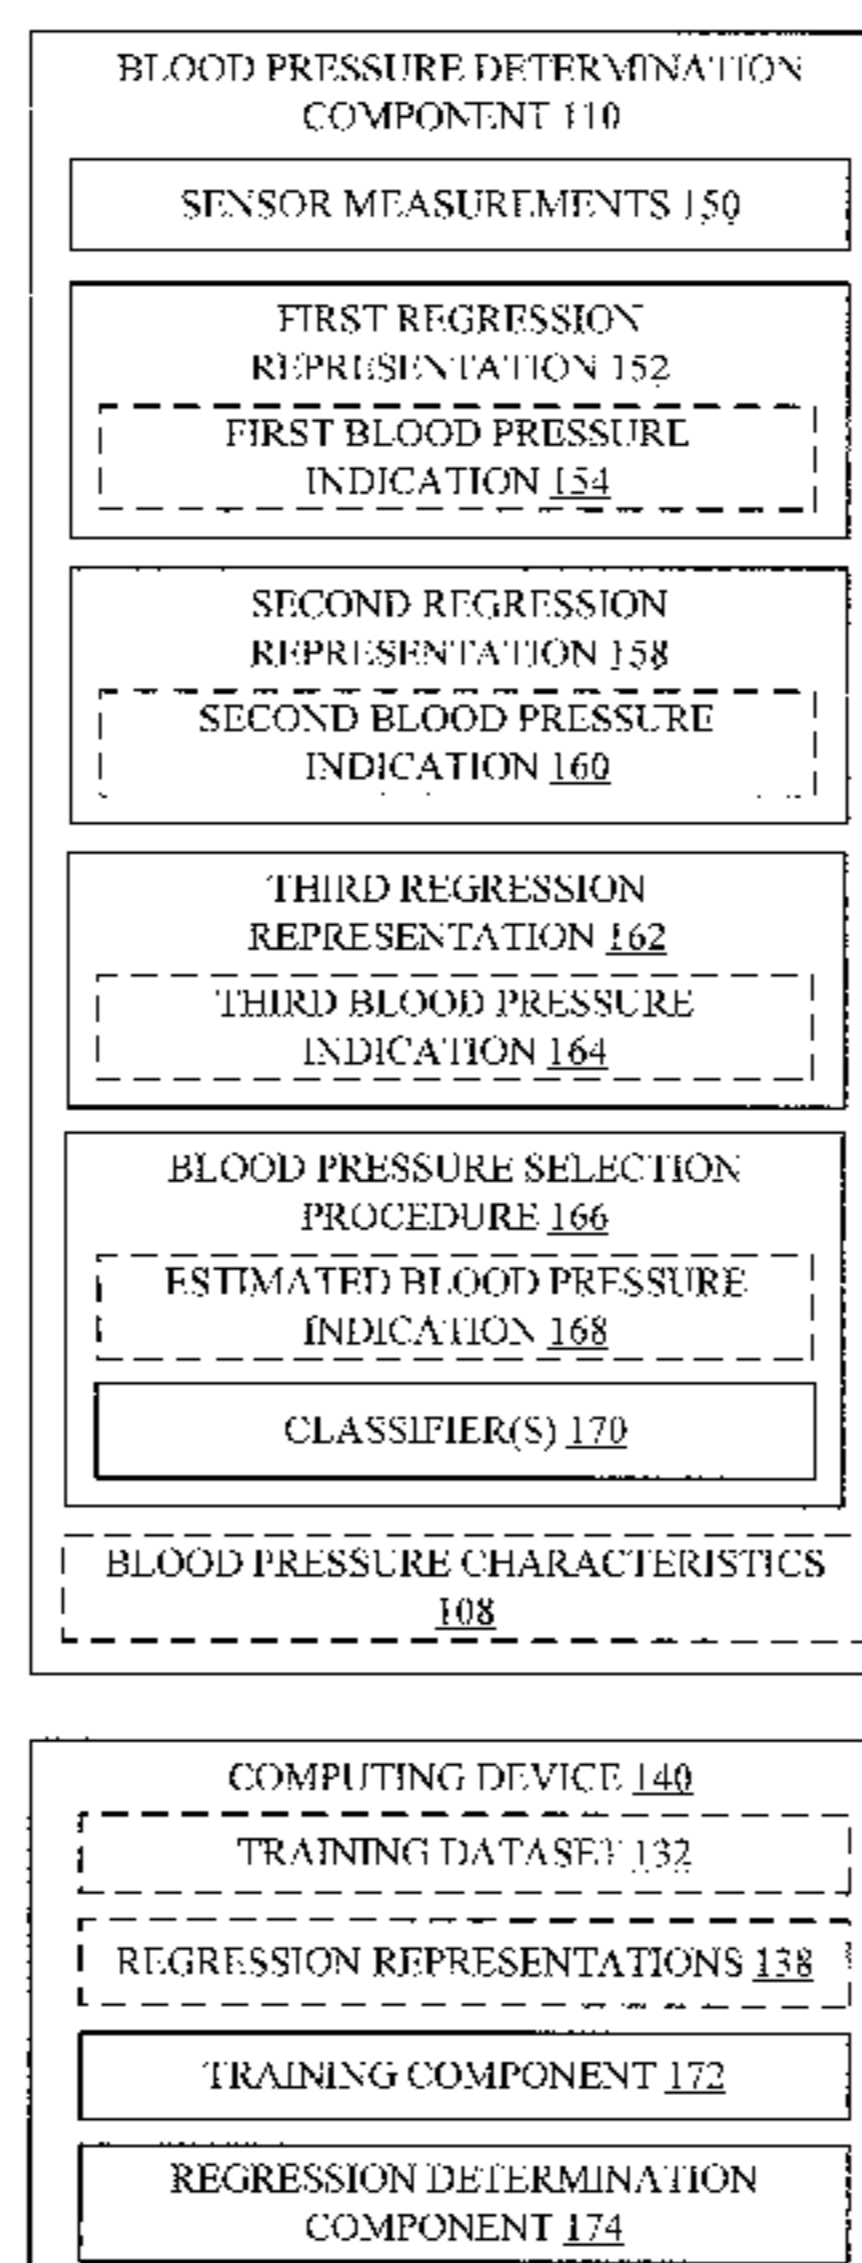 BLOOD PRESSURE DETERMINATION
COMPONENT 110
SENSOR MEASUREMENTS 150
FIRST REGRESSION
REPRESENTATION 152
FIRST BLOOD PRESSURE
INDICATION 154
SECOND REGRESSION
REPRESENTATION 158
SECOND BLOOD PRESSURE
INDICATION 160
THIRD REGRESSION
REPRESENTATION 162
THIRD BLOOD PRESSURE
INDICATION 164
BLOOD PRESSURE SELECTION
PROCEDURE 166
ESTIMATED BLOOD PRESSURE
INDICATION 168
CLASSIFIER(S) 170
BLOOD PRESSURE CHARACTERISTICS
108
COMPUTING DEVICE 140
TRAINING DATASET 132
REGRESSION REPRESENTATIONS 138
TRAINING COMPONENT 172
REGRESSION DETERMINATION
COMPONENT 174